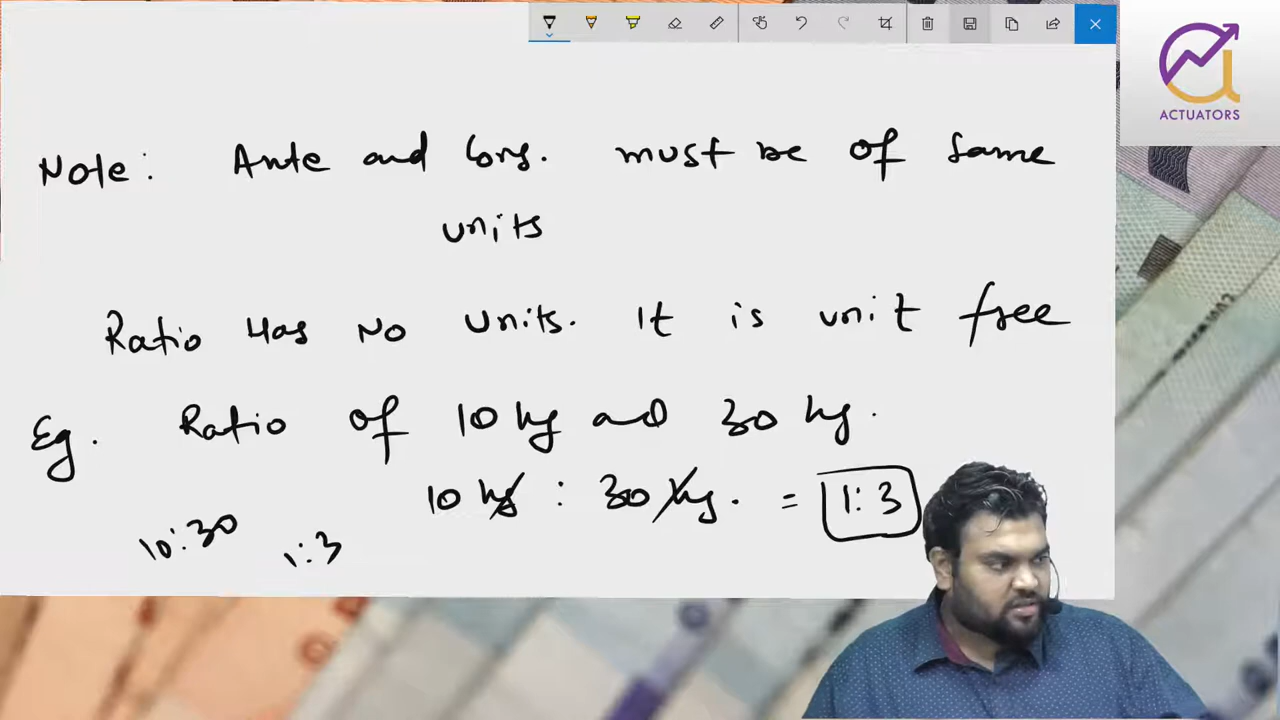 ACTUATORS
Note: Ante and Cons. must be of Same
units
Ratio Has No Units. It is unit free
Eg. Ratio of 10 kg and 30 kg.
10 kg : 30 kg. = 1:3
10:30 1:3